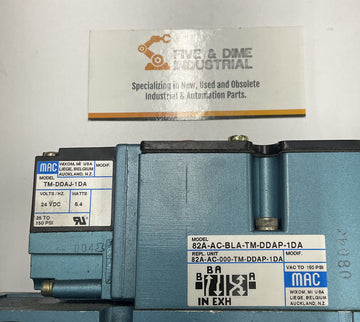 FIVE & DIME
INDUSTRIAL
Specializing in New, Used and Obsolete
Industrial & Automation Parts.
MAC
WIXOM, MI USA
LIEGE, BELGIUM
AUCKLAND, N.Z.
MODEL
MODIF.
TM-DDAJ-1DA
VOLTS / HZ.
WATTS
24 VDC
5.4
25 TO
150 PSI
MODEL
82A-AC-BLA-TM-DDAP-1DA
REPL. UNIT
82A-AC-000-TM-DDAP-1DA
BA
B
A
IN EXH
VAC TO 150 PSI
MAC
WIXOM, MI. USA
LIEGE, BELGIUM
AUCKLAND, N.Z.
MODIF.